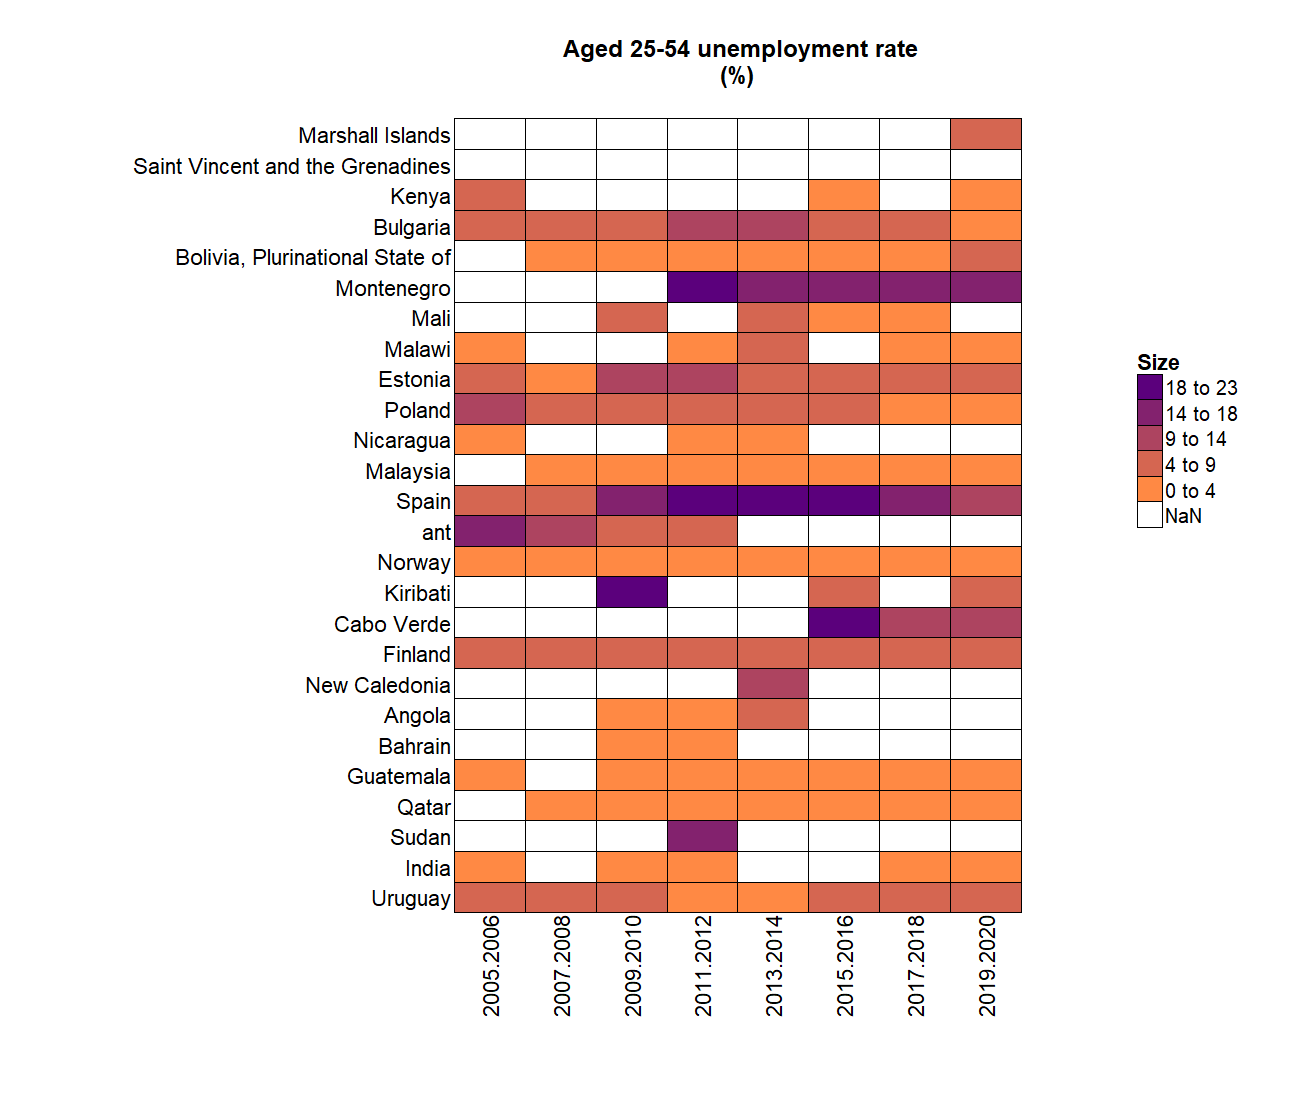 Aged 25-54 unemployment rate
(%)
Marshall Islands
Saint Vincent and the Grenadines
Kenya
Bulgaria
Bolivia, Plurinational State of
Montenegro
Mali
Malawi
Estonia
Poland
Nicaragua
Malaysia
Spain
ant
Norway
Kiribati
Cabo Verde
Finland
New Caledonia
Angola
Bahrain
Guatemala
Qatar
Sudan
India
Uruguay
2005.2006
2007.2008
2009.2010
2011.2012
2013.2014
2015.2016
2017.2018
2019.2020
Size
18 to 23
14 to 18
9 to 14
4 to 9
0 to 4
NaN